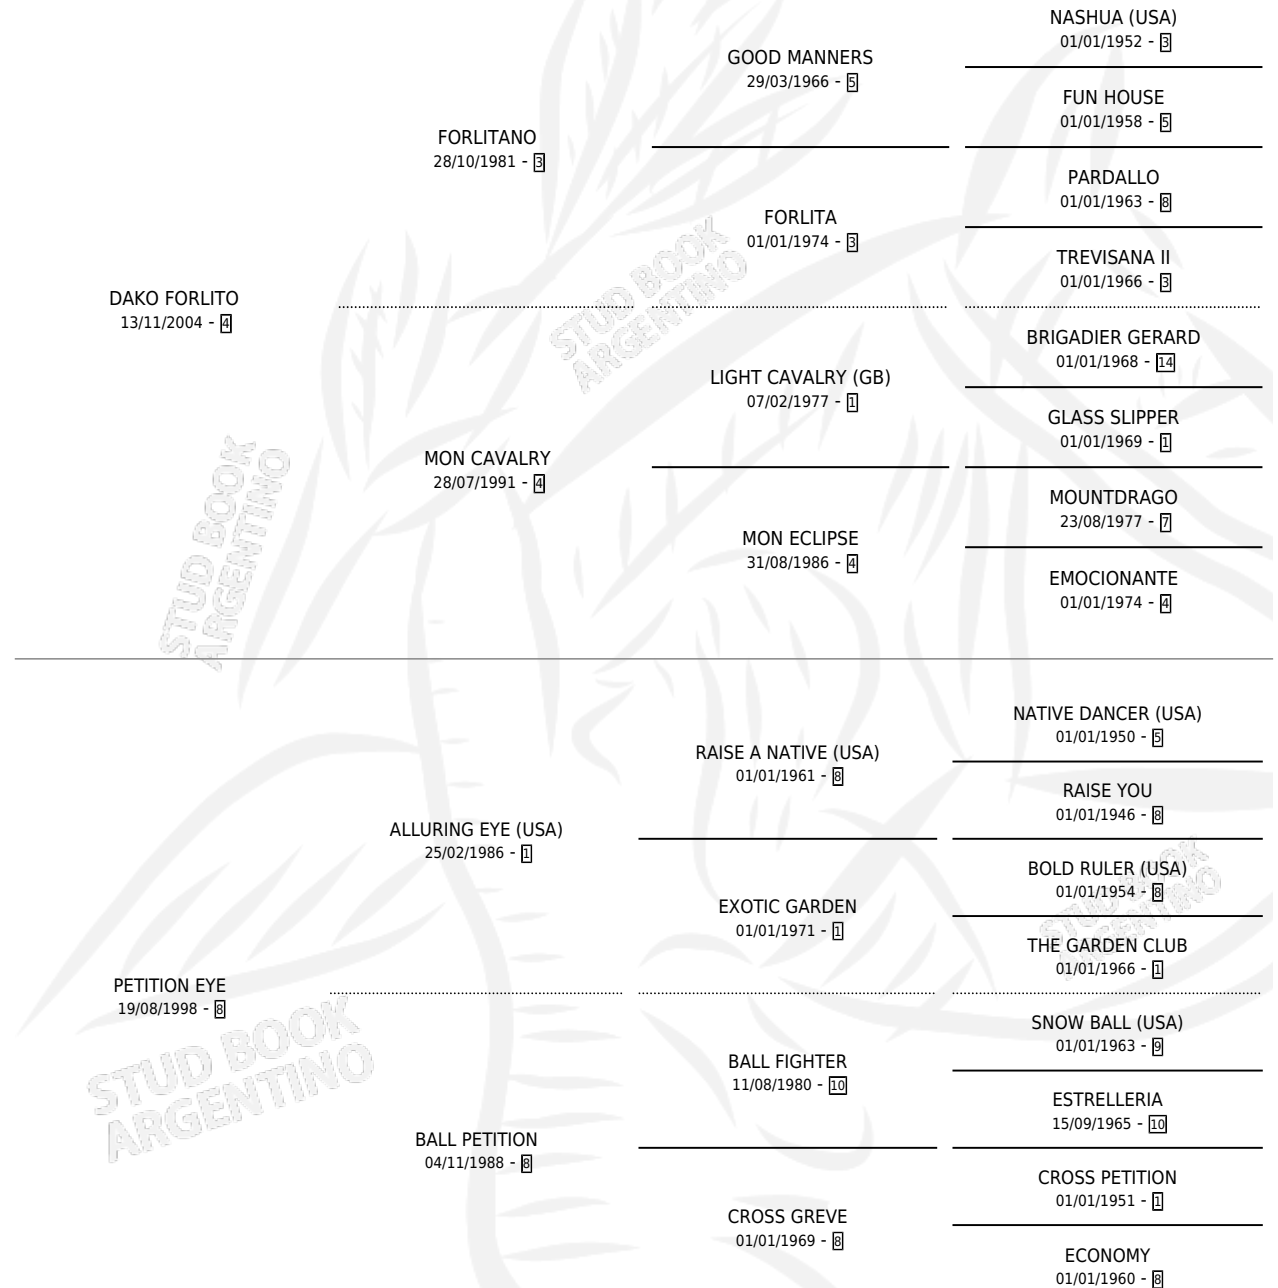 NASHUA (USA)
01/01/1952 - 3
GOOD MANNERS
29/03/1966 - 5
FUN HOUSE
01/01/1958 - 5
FORLITANO
28/10/1981 - 3
PARDALLO
01/01/1963 - 8
FORLITA
01/01/1974 - 3
TREVISANA II
01/01/1966 - 3
DAKO FORLITO
13/11/2004 - 4
BRIGADIER GERARD
01/01/1968 - 14
LIGHT CAVALRY (GB)
07/02/1977 - 1
GLASS SLIPPER
01/01/1969 - 1
MON CAVALRY
28/07/1991 - 4
MOUNTDRAGO
23/08/1977 - 7
MON ECLIPSE
31/08/1986 - 4
EMOCIONANTE
01/01/1974 - 4
STUD BOOK
ARGENTINO
STUD BOOK
ARGENTINO
NATIVE DANCER (USA)
01/01/1950 - 5
RAISE A NATIVE (USA)
01/01/1961 - 8
RAISE YOU
01/01/1946 - 8
ALLURING EYE (USA)
25/02/1986 - 1
BOLD RULER (USA)
01/01/1954 - 8
EXOTIC GARDEN
01/01/1971 - 1
THE GARDEN CLUB
01/01/1966 - 1
STUD BOOK
ARGENTINO
PETITION EYE
19/08/1998 - 8
SNOW BALL (USA)
01/01/1963 - 9
BALL FIGHTER
11/08/1980 - 10
ESTRELLERIA
15/09/1965 - 10
BALL PETITION
04/11/1988 - 8
CROSS PETITION
01/01/1951 - 1
CROSS GREVE
01/01/1969 - 8
ECONOMY
01/01/1960 - 8
STUD BOOK
ARGENTINO